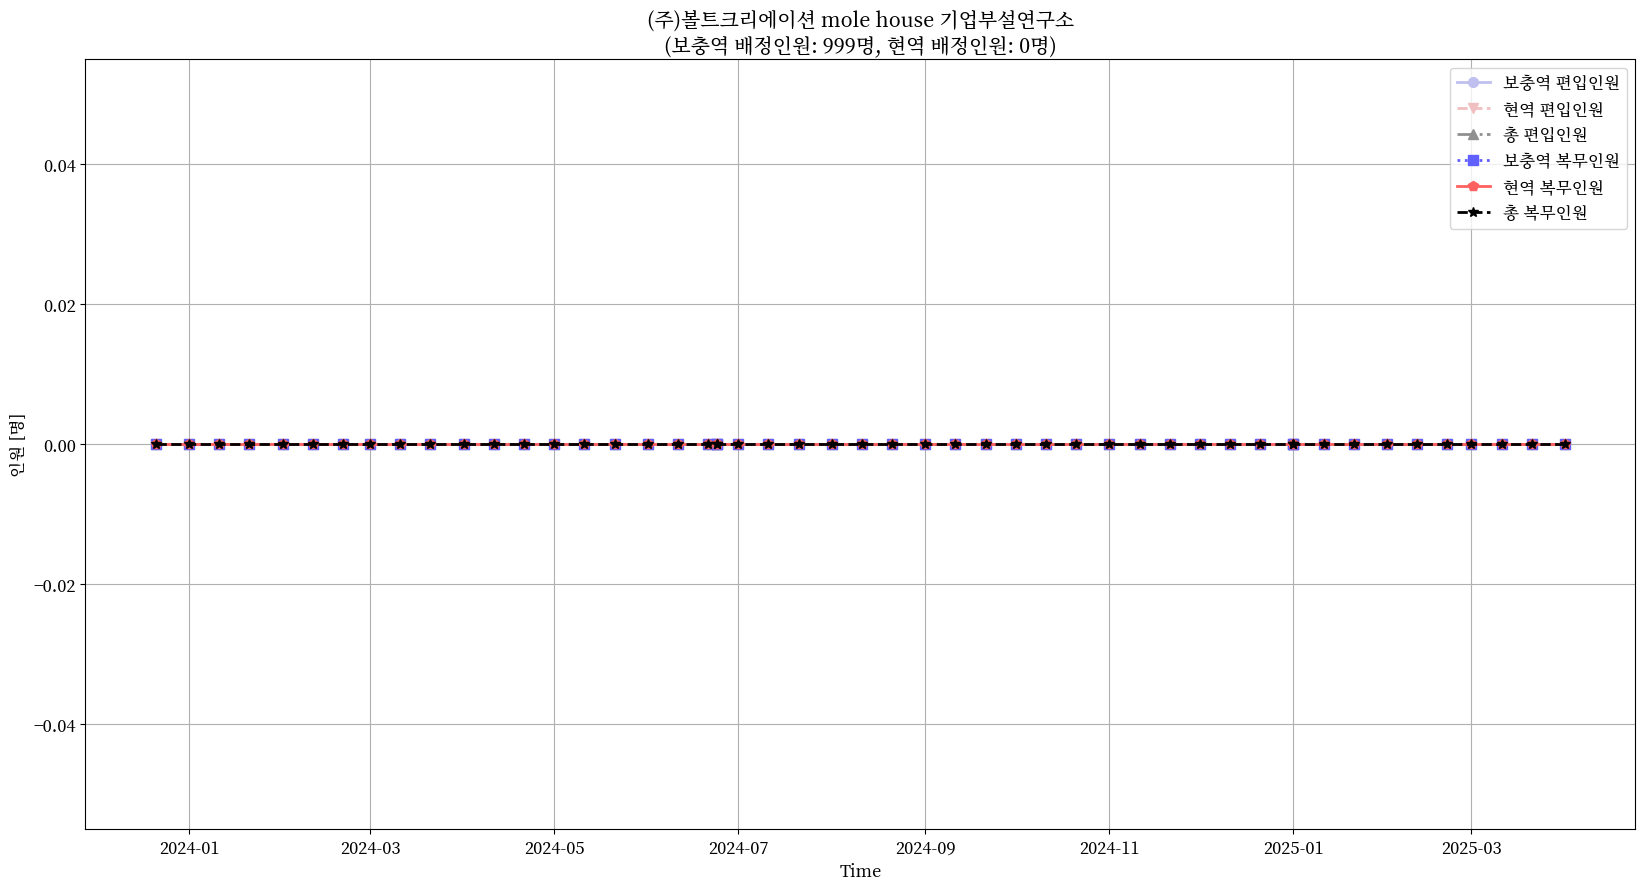 (주)볼트크리에이션 mole house 기업부설연구소
(보충역 배정인원: 999명, 현역 배정인원: 0명)
보충역 편입인원
현역 편입인원
총 편입인원
보충역 복무인원
현역 복무인원
총 복무인원
인원 [명]
0.04
0.02
0.00
−0.02
−0.04
2024-01
2024-03
2024-05
2024-07
2024-09
2024-11
2025-01
2025-03
Time